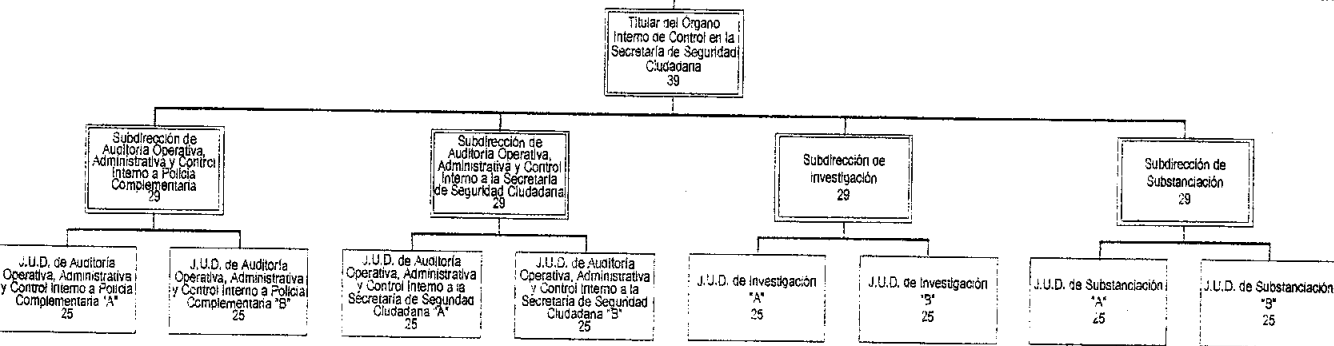 Titular del Órgano
Interno de Control en la
Secretaría de Seguridad
Ciudadana
39
Subdirección de
Auditoría Operativa,
Administrativa y Control
Interno a Policía
Complementaria
29
Subdirección de
Auditoría Operativa,
Administrativa y Control
Interno a la Secretaría
de Seguridad Ciudadana
29
Subdirección de
Investigación
29
Subdirección de
Substanciación
29
J.U.D. de Auditoría
Operativa, Administrativa
y Control Interno a Policía
Complementaria "A"
25
J.U.D. de Auditoría
Operativa, Administrativa
y Control Interno a Policía
Complementaria "B"
25
J.U.D. de Auditoría
Operativa, Administrativa
y Control Interno a la
Secretaría de Seguridad
Ciudadana "A"
25
J.U.D. de Auditoría
Operativa, Administrativa
y Control Interno a la
Secretaría de Seguridad
Ciudadana "B"
25
J.U.D. de Investigación
"A"
25
J.U.D. de Investigación
"B"
25
J.U.D. de Substanciación
"A"
25
J.U.D. de Substanciación
"B"
25